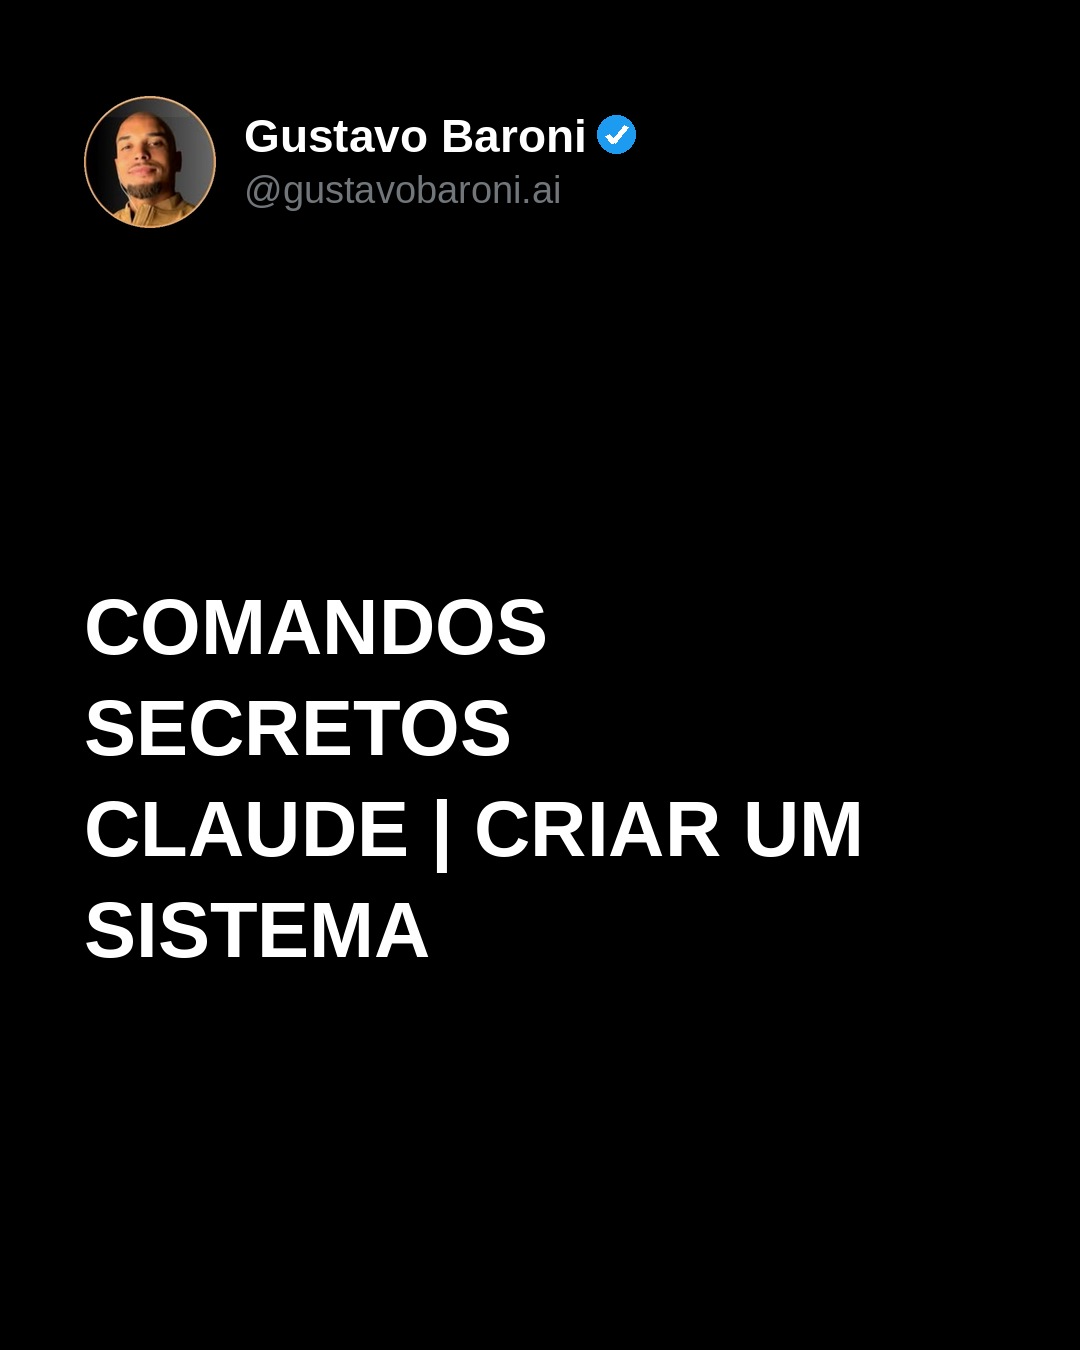 Gustavo Baroni
@gustavobaroni.ai
COMANDOS
SECRETOS
CLAUDE | CRIAR UM
SISTEMA